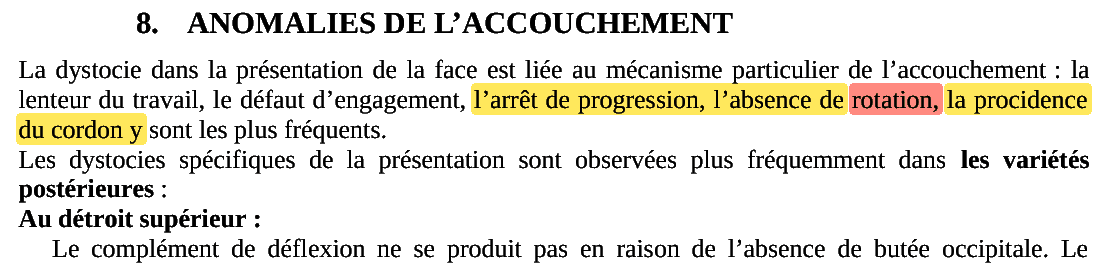 8. ANOMALIES DE L’ACCOUCHEMENT
La dystocie dans la présentation de la face est liée au mécanisme particulier de l’accouchement : la
lenteur du travail, le défaut d’engagement, l’arrêt de progression, l’absence de rotation, la procidence
du cordon y sont les plus fréquents.
Les dystocies spécifiques de la présentation sont observées plus fréquemment dans les variétés
postérieures :
Au détroit supérieur :
Le complément de déflexion ne se produit pas en raison de l’absence de butée occipitale. Le